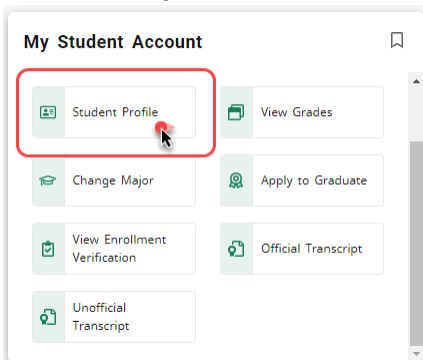 My Student Account
Student Profile
View Grades
Change Major
Apply to Graduate
View Enrollment
Verification
Official Transcript
Unofficial
Transcript